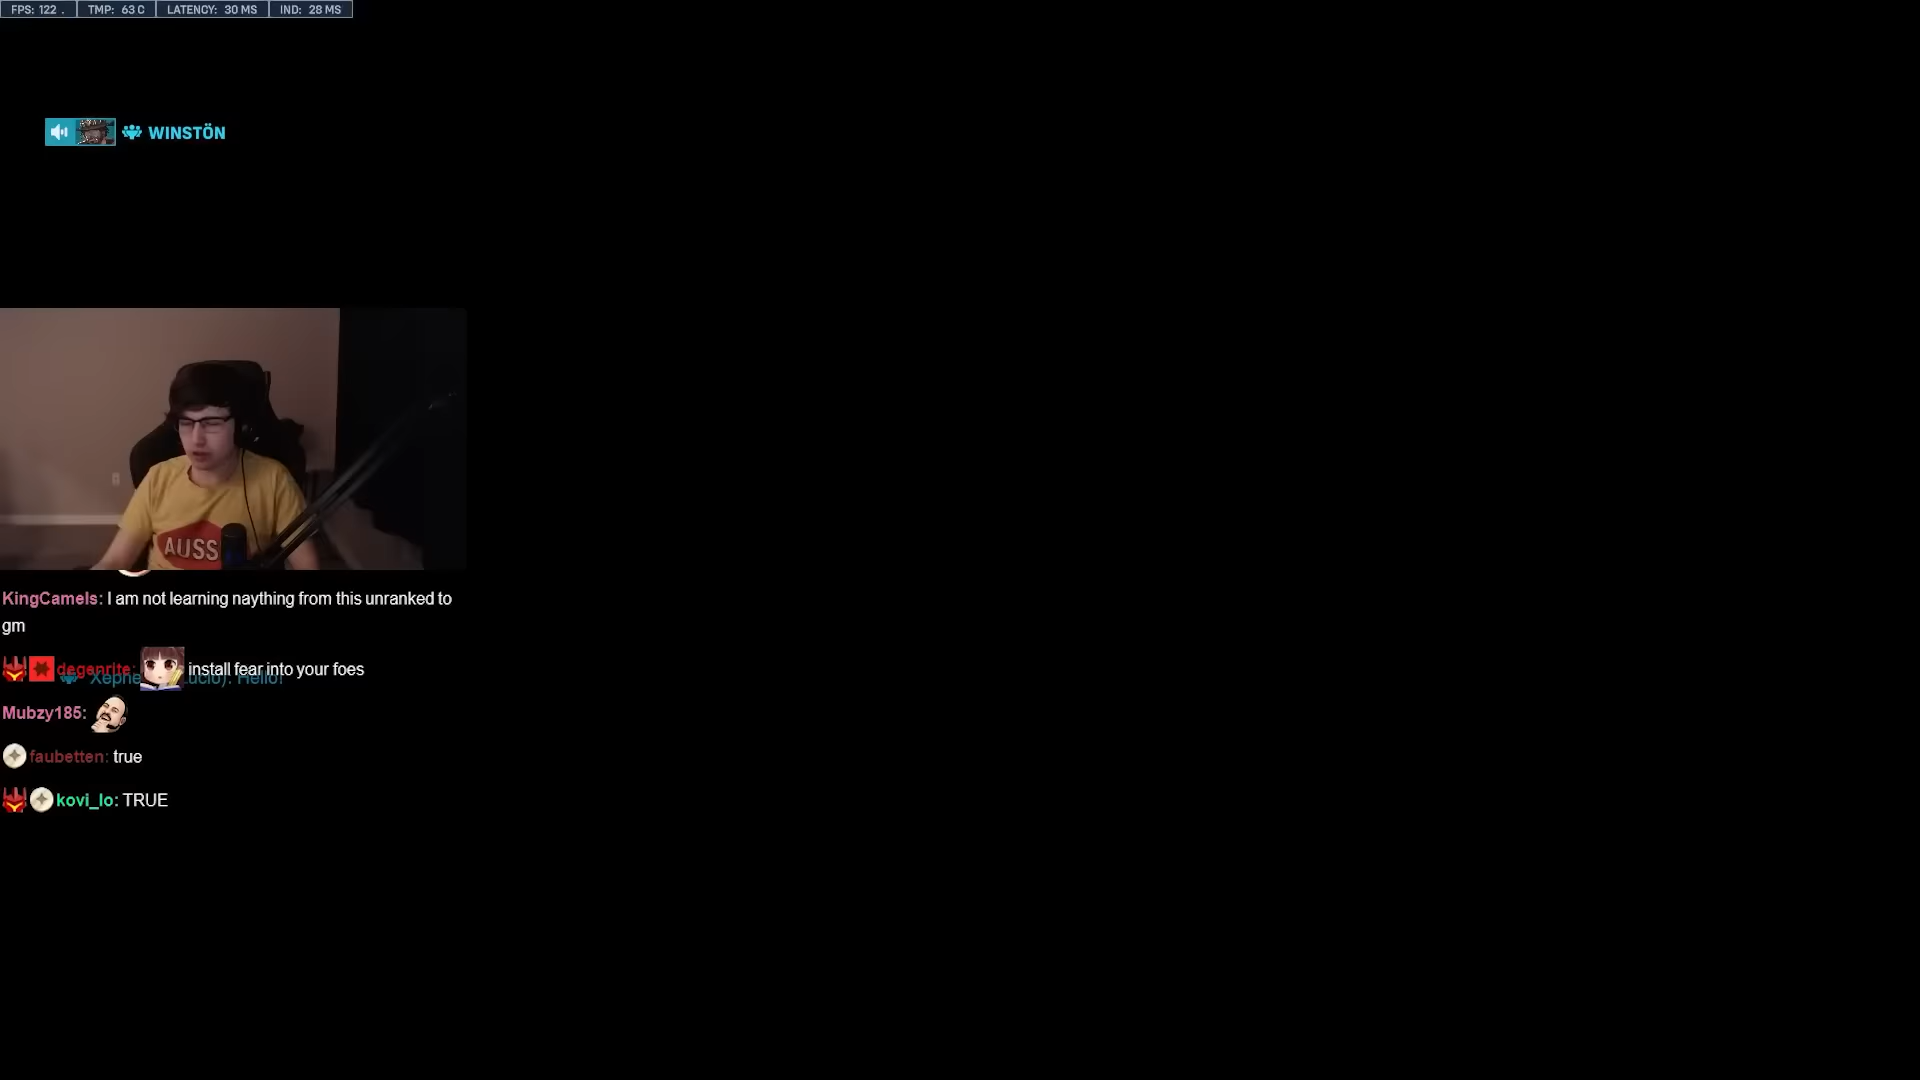 FPS: 122 . TMP: 63 C LATENCY: 30 MS IND: 28 MS
WINSTÖN
AUSS
KingCamels: I am not learning naything from this unranked to
gm
degenrite: install fear into your foes
Hello!
Mubzy185:
faubetten: true
kovi_lo: TRUE